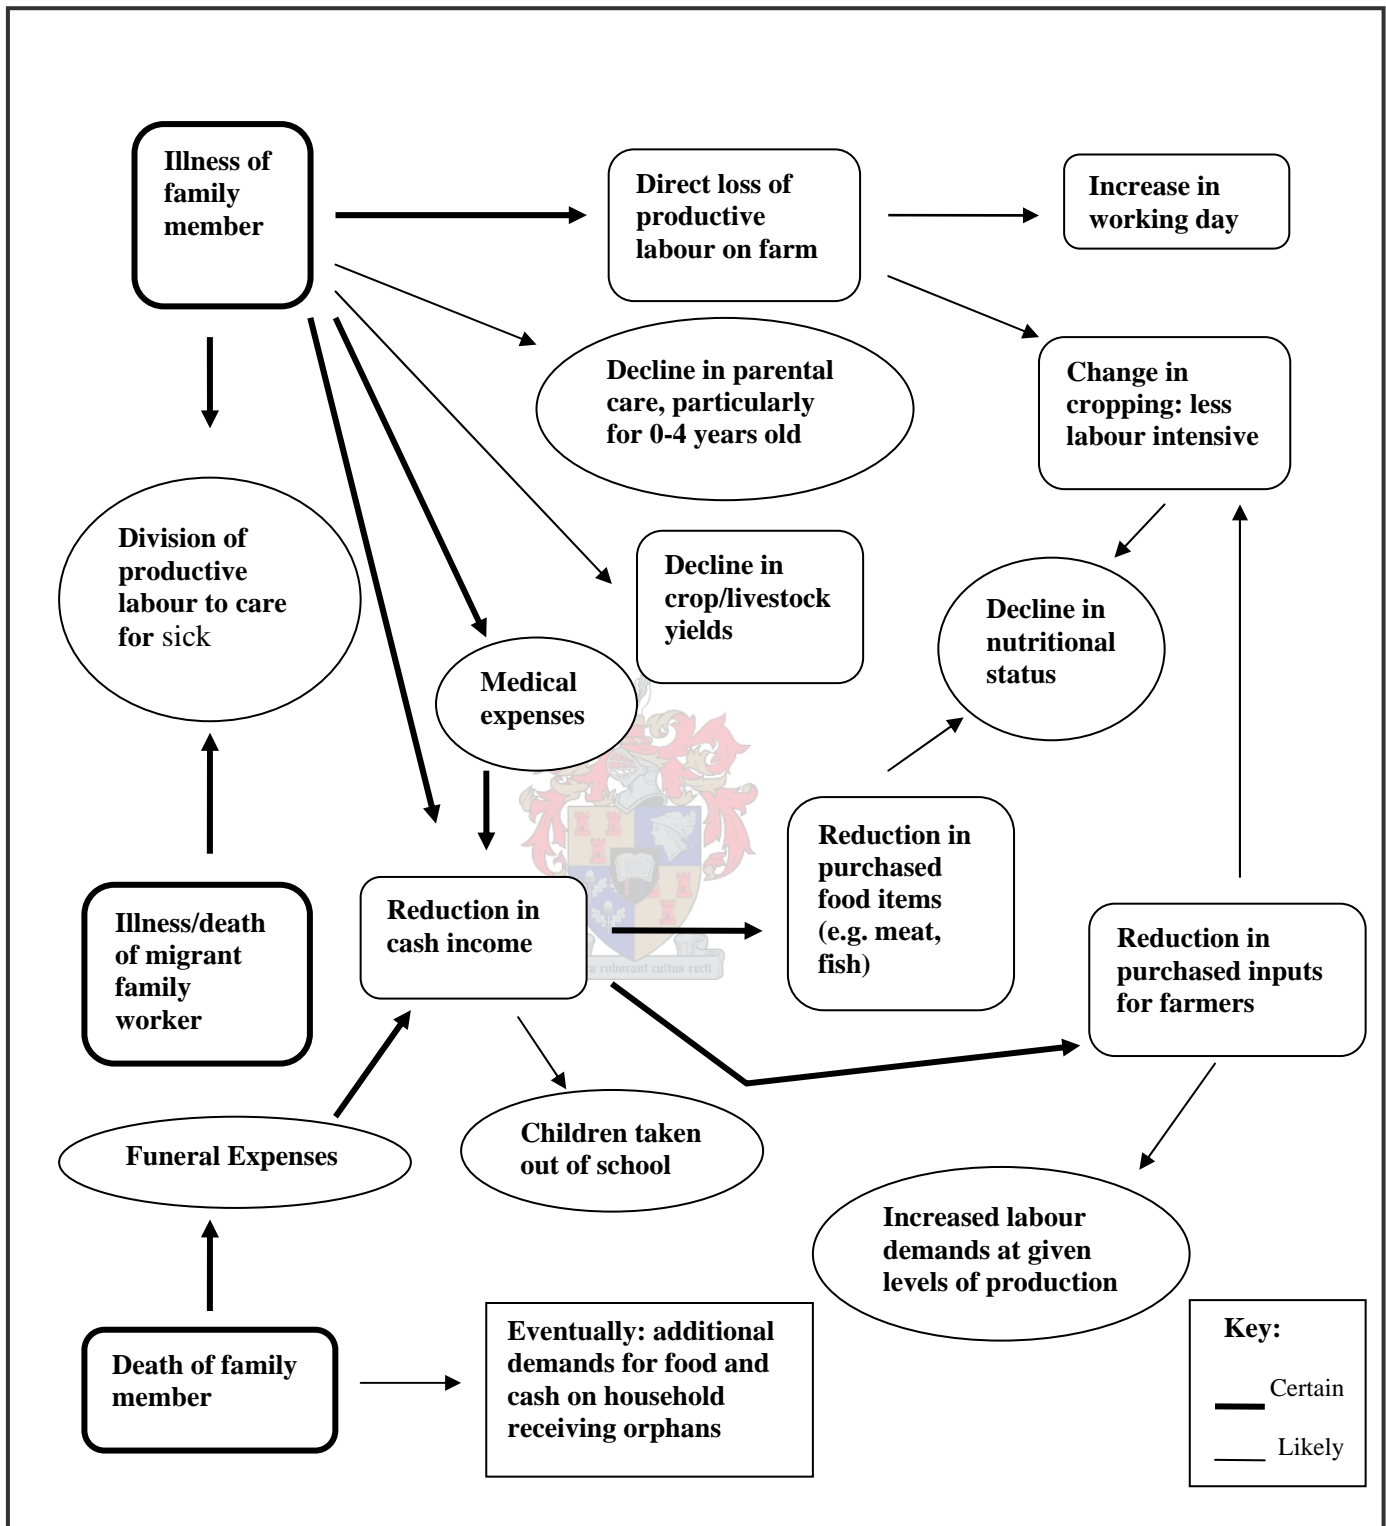 Illness of
family
member
Direct loss of
productive
labour on farm
Increase in
working day
Decline in parental
care, particularly
for 0-4 years old
Change in
cropping: less
labour intensive
Division of
productive
labour to care
for sick
Decline in
crop/livestock
yields
Decline in
nutritional
status
Medical
expenses
Illness/death
of migrant
family
worker
Reduction in
cash income
Reduction in
purchased
food items
(e.g. meat,
fish)
Reduction in
purchased inputs
for farmers
roborant cultus recti
Funeral Expenses
Children taken
out of school
Increased labour
demands at given
levels of production
Death of family
member
Eventually: additional
demands for food and
cash on household
receiving orphans
Key:
Certain
Likely